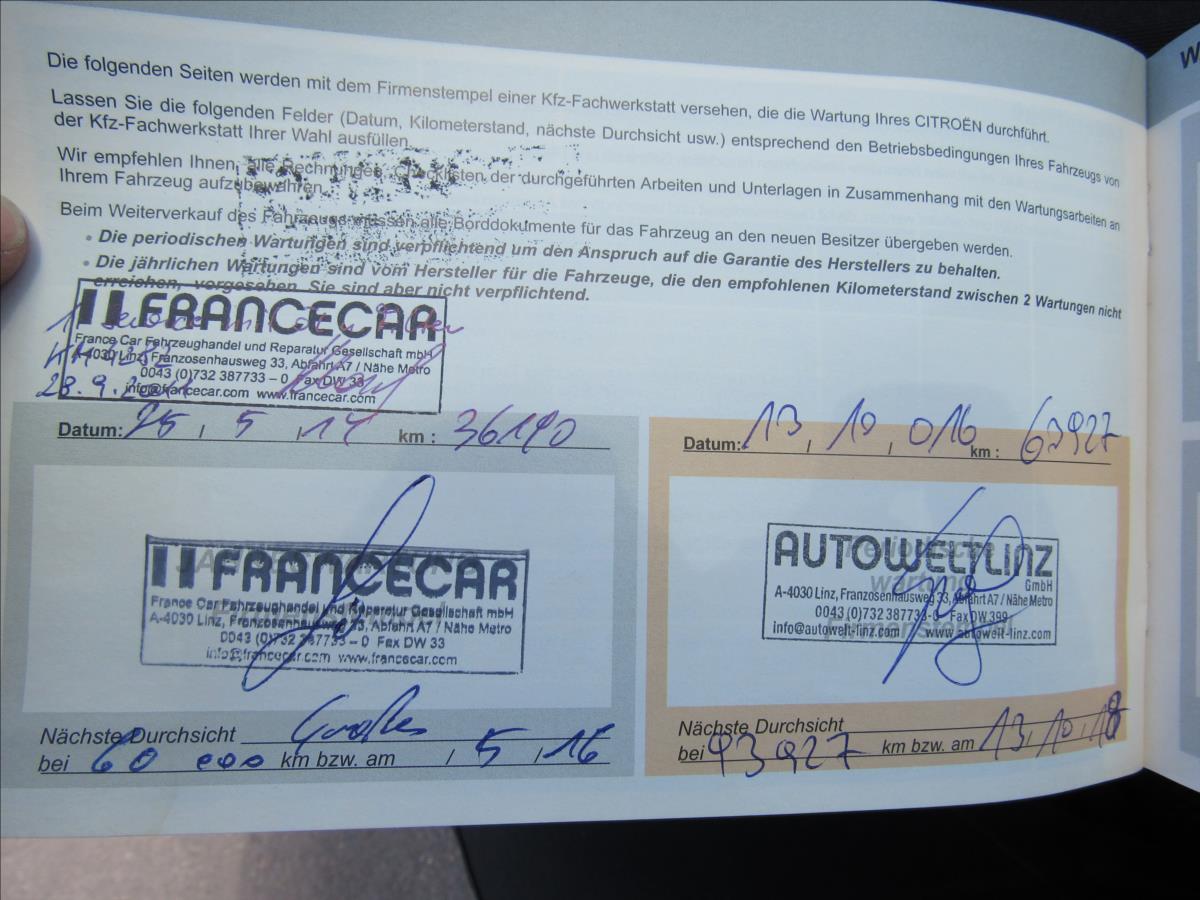 Die folgenden Seiten werden mit dem Firmenstempel einer Kfz-Fachwerkstatt versehen, die die Wartung Ihres CITROËN durchführt.
Lassen Sie die folgenden Felder (Datum, Kilometerstand, nächste Durchsicht usw.) entsprechend den Betriebsbedingungen Ihres Fahrzeugs von
der Kfz-Fachwerkstatt Ihrer Wahl ausfüllen.
Wir empfehlen Ihnen, alle Rechnungen, Checklisten der durchgeführten Arbeiten und Unterlagen in Zusammenhang mit den Wartungsarbeiten an
Ihrem Fahrzeug aufzubewahren.
Beim Weiterverkauf des Fahrzeugs müssen alle Borddokumente für das Fahrzeug an den neuen Besitzer übergeben werden.
• Die periodischen Wartungen sind verpflichtend um den Anspruch auf die Garantie des Herstellers zu behalten.
• Die jährlichen Wartungen sind vom Hersteller für die Fahrzeuge, die den empfohlenen Kilometerstand zwischen 2 Wartungen nicht
erreichen, vorgesehen. Sie sind aber nicht verpflichtend.
FRANCECAR
France Car Fahrzeughandel und Reparatur Gesellschaft mbH
A-4030 Linz, Franzosenhausweg 33, Abfahrt A7 / Nähe Metro
0043 (0)732 387733 – 0 Fax DW 33
info@francecar.com www.francecar.com
Datum: 25 / 5 / 14 km : 36190
FRANCECAR
France Car Fahrzeughandel und Reparatur Gesellschaft mbH
A-4030 Linz, Franzosenhausweg 33, Abfahrt A7 / Nähe Metro
0043 (0)732 387733 – 0 Fax DW 33
info@francecar.com www.francecar.com
Nächste Durchsicht
bei 60 000 km bzw. am / 5 / 16
W
Datum: 13 / 10 / 016 km : 63927
Periodische
wartung
Firmenstempel
AUTOWELT LINZ
GmbH
A-4030 Linz, Franzosenhausweg 33, Abfahrt A7 / Nähe Metro
0043 (0)732 387733-0 Fax DW 399
info@autowelt-linz.com www.autowelt-linz.com
Nächste Durchsicht
bei 93927 km bzw. am 13 / 10 / 18